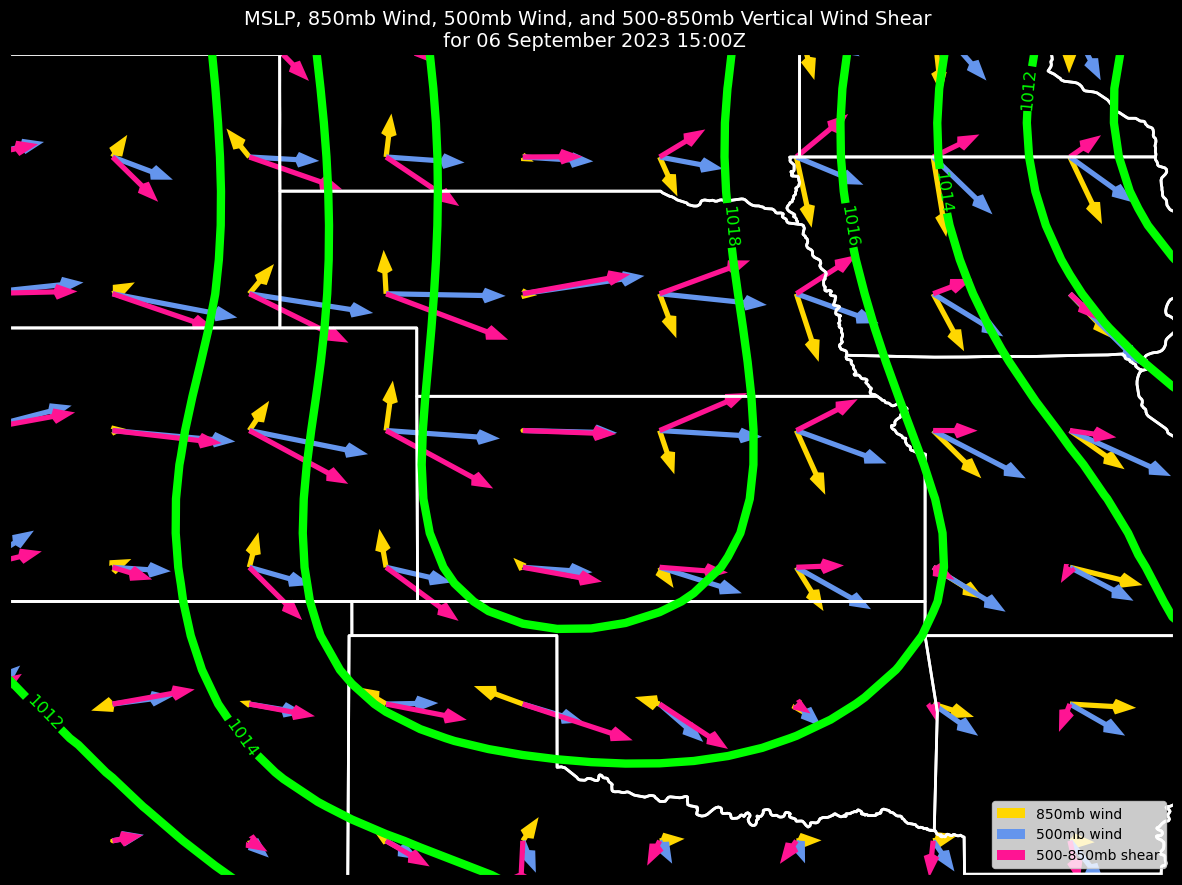 MSLP, 850mb Wind, 500mb Wind, and 500-850mb Vertical Wind Shear
for 06 September 2023 15:00Z
1012
1018
1016
1014
1012
1014
850mb wind
500mb wind
500-850mb shear